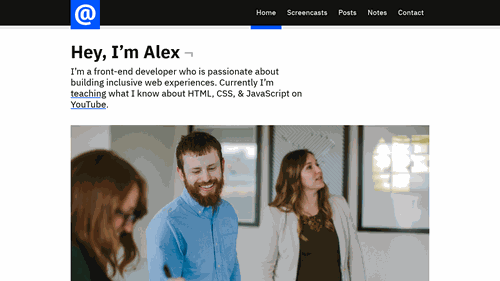 @
Home Screencasts Posts Notes Contact
Hey, I’m Alex ¬
I’m a front-end developer who is passionate about
building inclusive web experiences. Currently I’m
teaching what I know about HTML, CSS, & JavaScript on
YouTube.